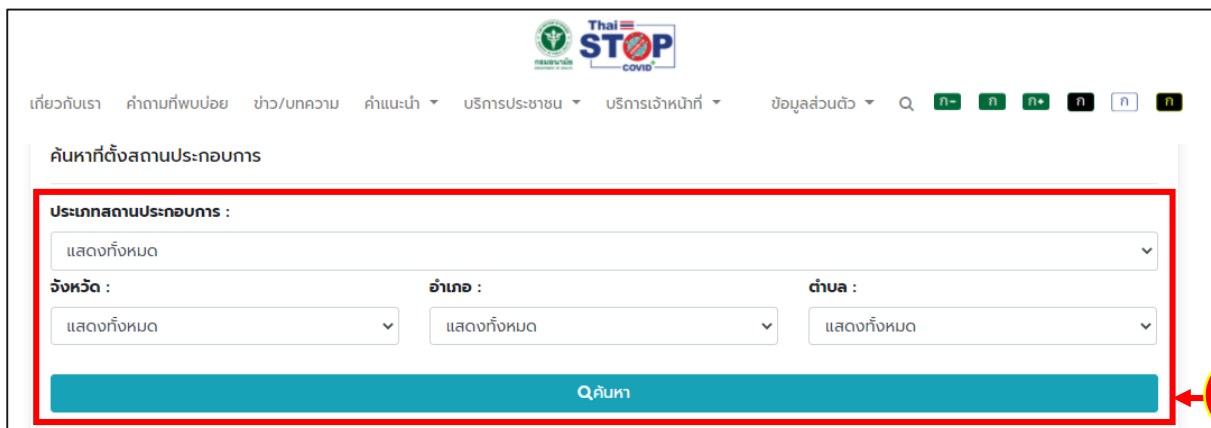 Thai
STOP
COVID
กรมอนามัย
เกี่ยวกับเรา คำถามที่พบบ่อย ข่าว/บทความ คำแนะนำ บริการประชาชน บริการเจ้าหน้าที่ ข้อมูลส่วนตัว ก- ก ก+ ก ก ก
ค้นหาที่ตั้งสถานประกอบการ
ประเภทสถานประกอบการ :
แสดงทั้งหมด
จังหวัด : อำเภอ : ตำบล :
แสดงทั้งหมด แสดงทั้งหมด แสดงทั้งหมด
ค้นหา